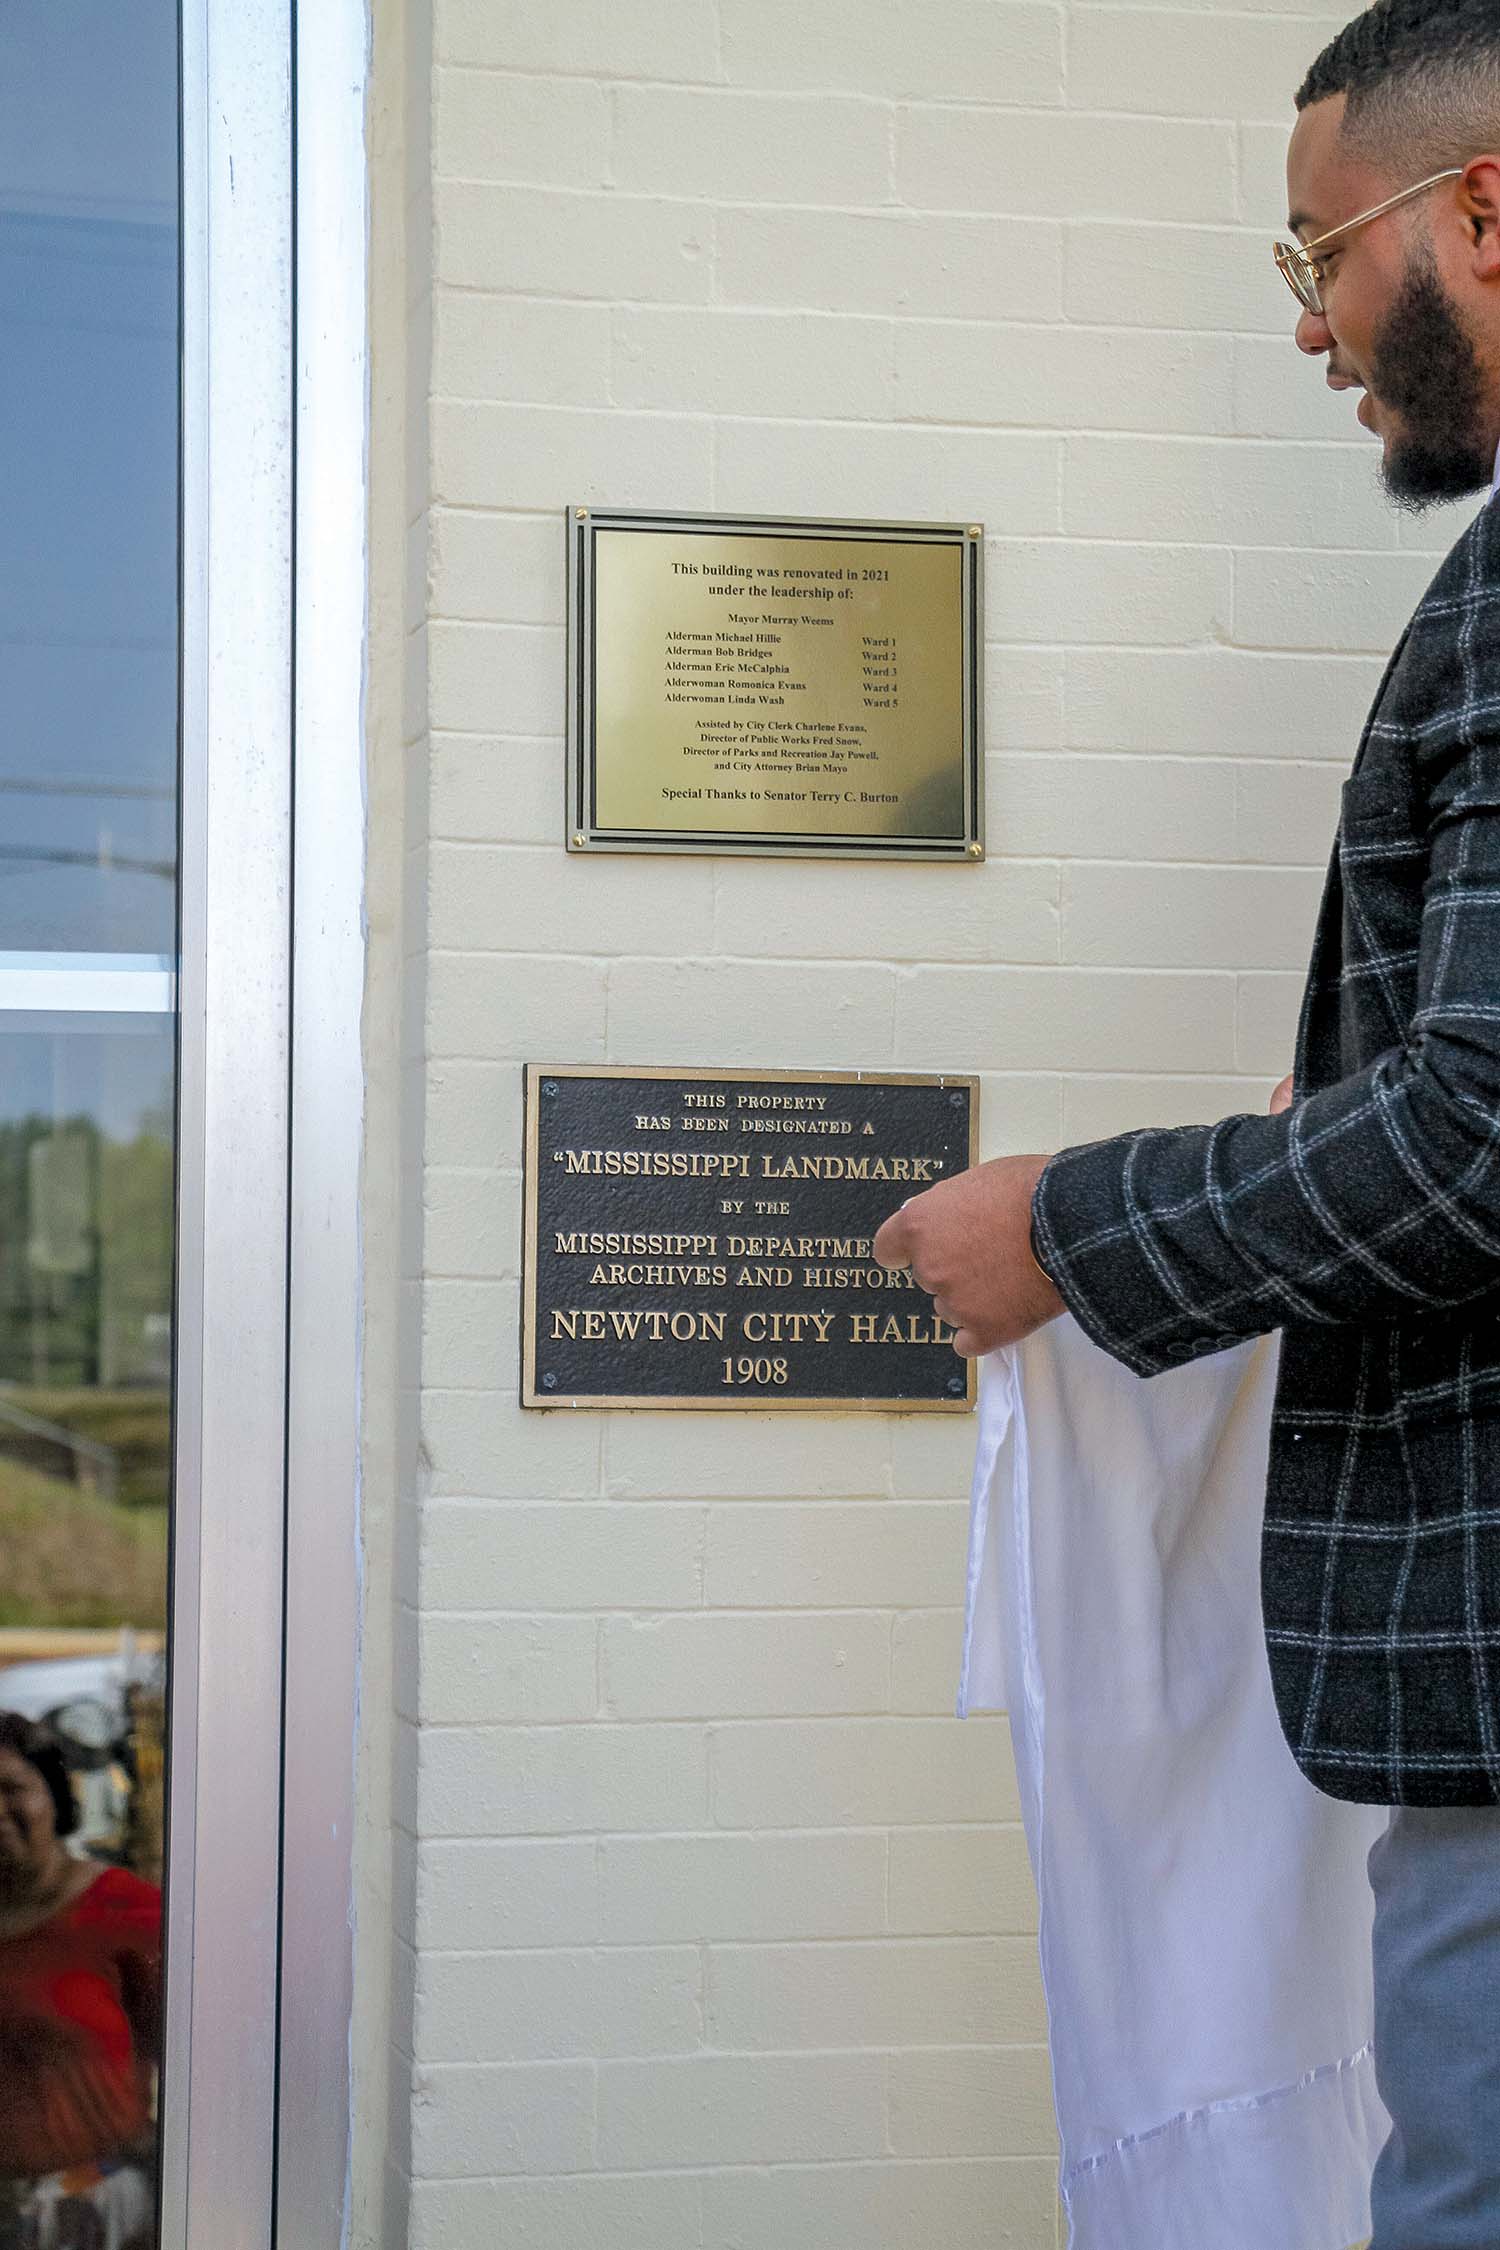 This building was renovated in 2021
under the leadership of:
Mayor Murray Weems
Alderman Michael Hillie Ward 1
Alderman Bob Bridges Ward 2
Alderman Eric McCalphia Ward 3
Alderwoman Romonica Evans Ward 4
Alderwoman Linda Wash Ward 5
Assisted by City Clerk Charlene Evans,
Director of Public Works Fred Snow,
Director of Parks and Recreation Jay Powell,
and City Attorney Brian Mayo
Special Thanks to Senator Terry C. Burton
THIS PROPERTY
HAS BEEN DESIGNATED A
“MISSISSIPPI LANDMARK”
BY THE
MISSISSIPPI DEPARTME
ARCHIVES AND HISTORY
NEWTON CITY HALL
1908